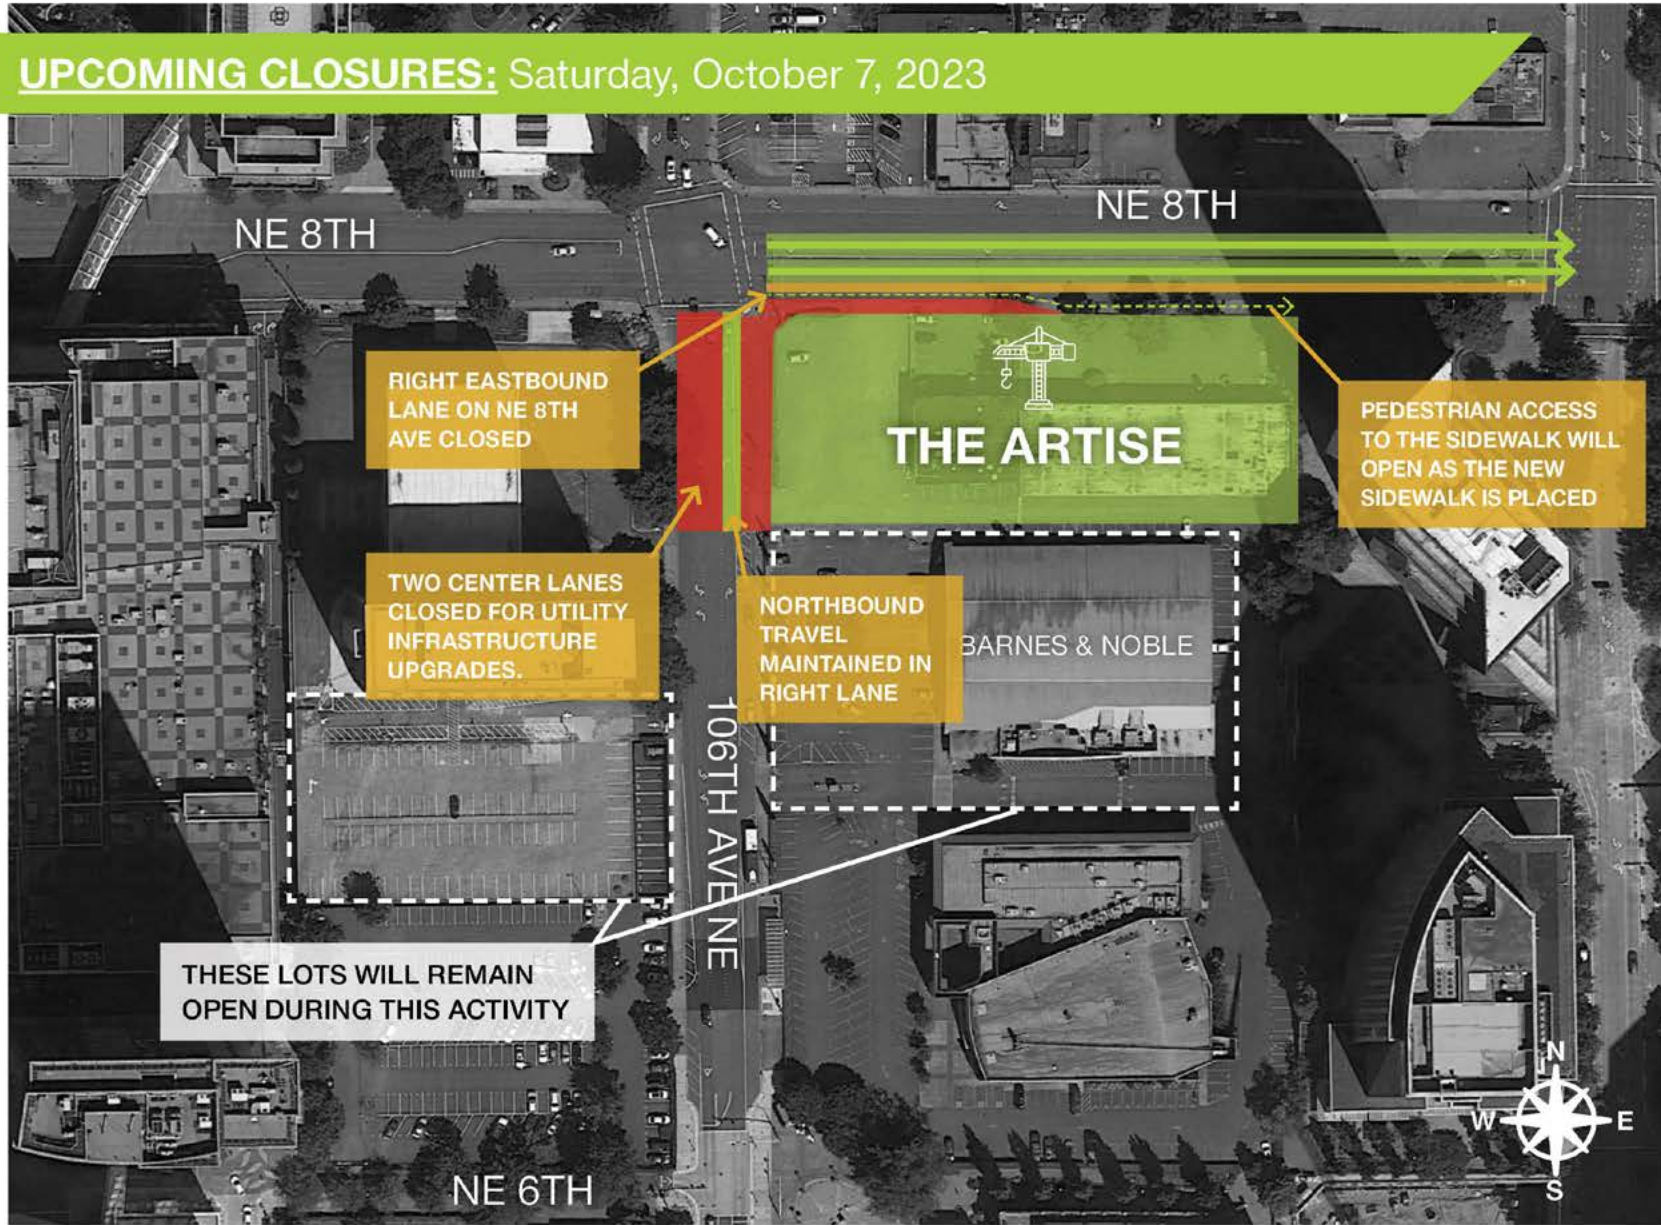 UPCOMING CLOSURES: Saturday, October 7, 2023
NE 8TH
NE 8TH
RIGHT EASTBOUND
LANE ON NE 8TH
AVE CLOSED
THE ARTISE
PEDESTRIAN ACCESS
TO THE SIDEWALK WILL
OPEN AS THE NEW
SIDEWALK IS PLACED
TWO CENTER LANES
CLOSED FOR UTILITY
INFRASTRUCTURE
UPGRADES.
NORTHBOUND
TRAVEL
MAINTAINED IN
RIGHT LANE
BARNES & NOBLE
106TH AVE NE
THESE LOTS WILL REMAIN
OPEN DURING THIS ACTIVITY
NE 6TH
N
W E
S